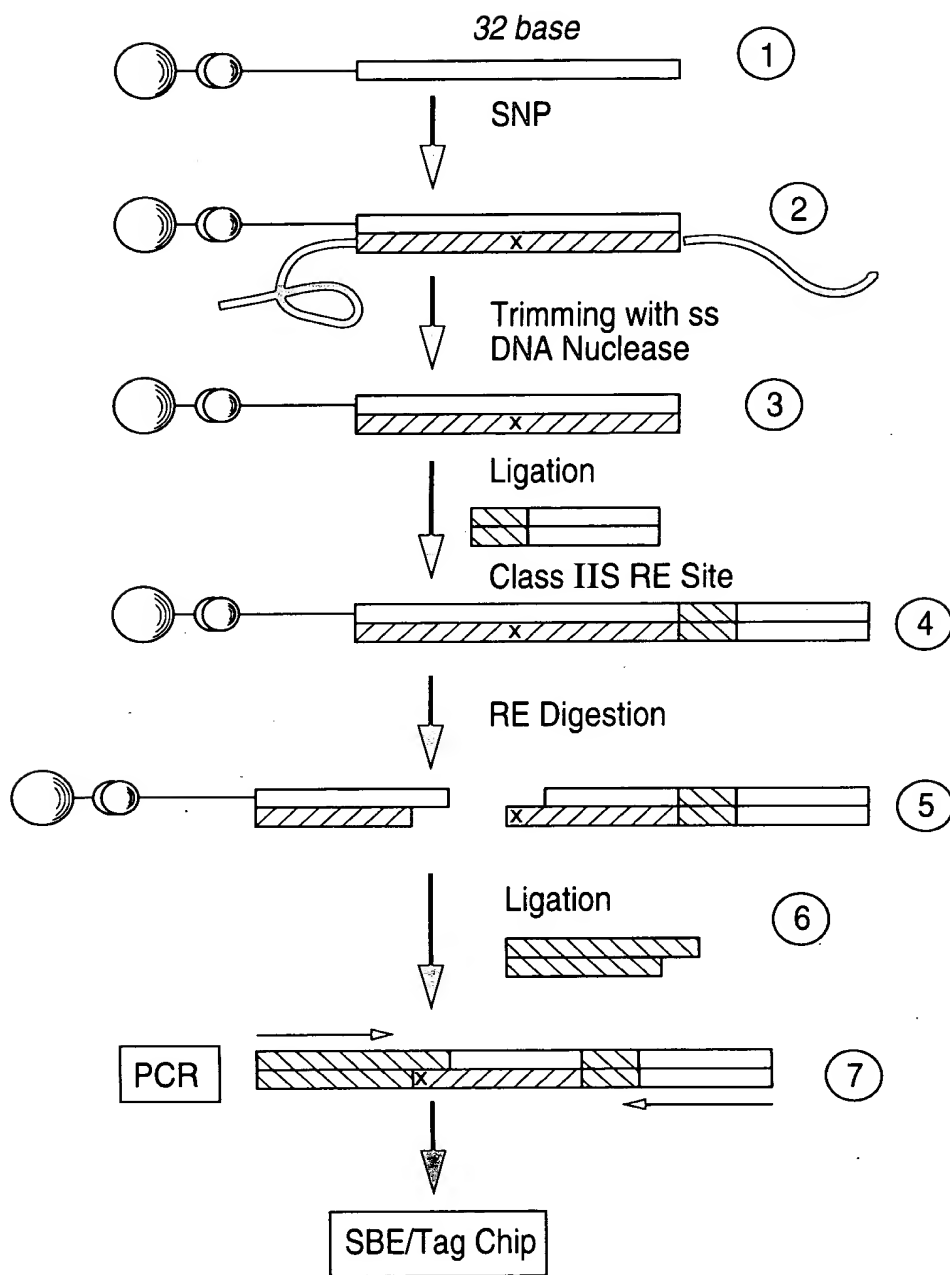 32 base
1
SNP
2
x
Trimming with ss
DNA Nuclease
3
x
Ligation
Class IIS RE Site
4
x
RE Digestion
5
x
Ligation
6
PCR
x
7
SBE/Tag Chip